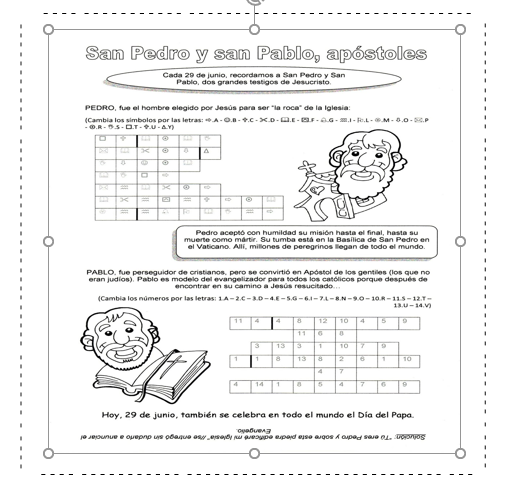 San Pedro y san Pablo, apóstoles
Cada 29 de junio, recordamos a San Pedro y San
Pablo, dos grandes testigos de Jesucristo.
PEDRO, fue el hombre elegido por Jesús para ser "la roca" de la Iglesia:
(Cambia los símbolos por las letras: .A - .B - .C - .D - .E - .F - .G - .I - .L - .M - .O - .P
- .R - .S - .T - .U - .Y)
Pedro aceptó con humildad su misión hasta el final, hasta su
muerte como mártir. Su tumba está en la Basílica de San Pedro en
el Vaticano. Allí, millones de peregrinos llegan de todo el mundo.
PABLO, fue perseguidor de cristianos, pero se convirtió en Apóstol de los gentiles (los que no
eran judíos). Pablo es modelo del evangelizador para todos los católicos porque después de
encontrar en su camino a Jesús resucitado...
(Cambia los números por las letras: 1.A – 2.C – 3.D – 4.E – 5.G – 6.I – 7.L – 8.N – 9.O – 10.R – 11.S – 12.T –
13.U – 14.V)
11 4 4 8 12 10 4 5 9
11 6 6
3 13 3 1 10 7 9
1 1 8 13 8 2 6 1 10
4 7
4 14 1 8 5 4 7 6 9
Hoy, 29 de junio, también se celebra en todo el mundo el Día del Papa.
Solución: "Tú eres Pedro y sobre esta piedra edificaré mi iglesia"//se entregó sin dudarlo a anunciar el
Evangelio.